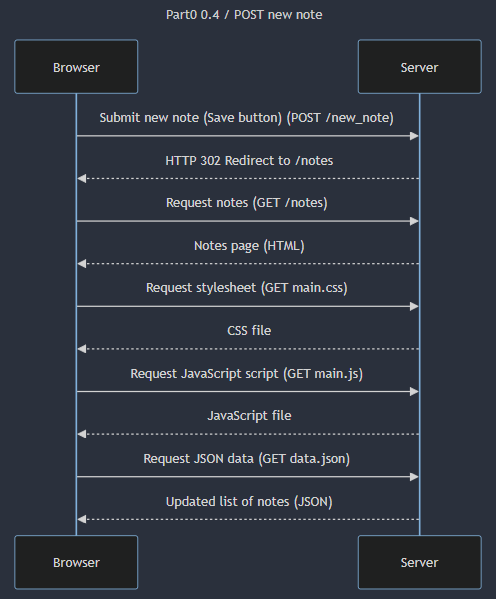 Part0 0.4 / POST new note
Browser
Server
Submit new note (Save button) (POST /new_note)
HTTP 302 Redirect to /notes
Request notes (GET /notes)
Notes page (HTML)
Request stylesheet (GET main.css)
CSS file
Request JavaScript script (GET main.js)
JavaScript file
Request JSON data (GET data.json)
Updated list of notes (JSON)
Browser
Server